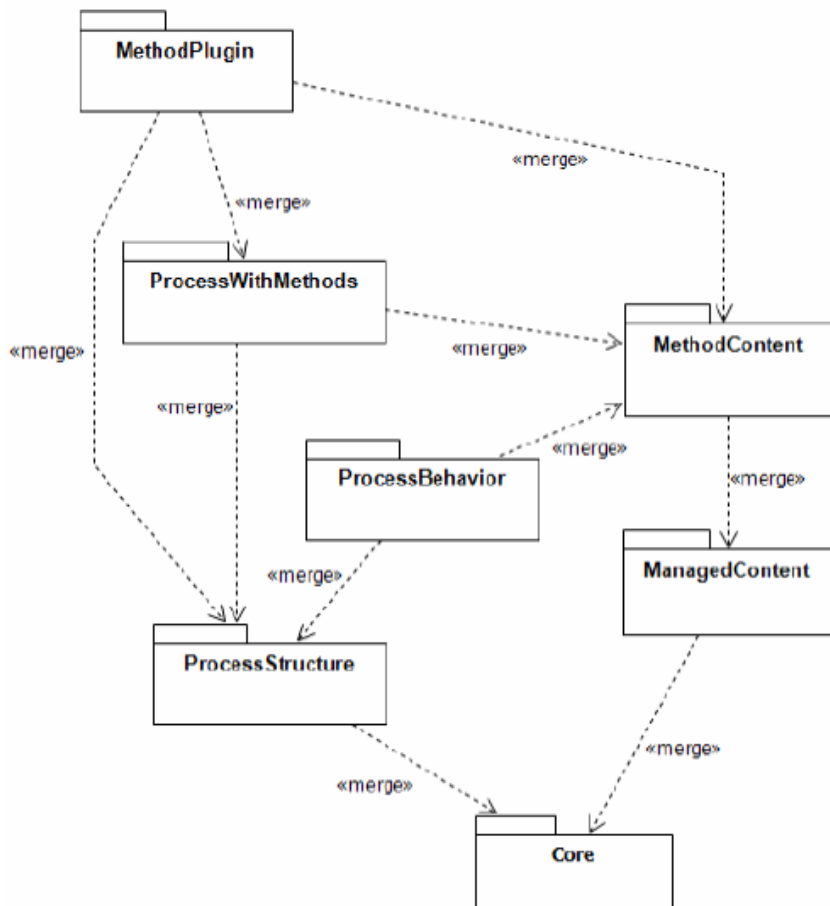 MethodPlugin
«merge»
«merge»
ProcessWithMethods
«merge»
«merge»
MethodContent
«merge»
«merge»
ProcessBehavior
«merge»
ManagedContent
«merge»
ProcessStructure
«merge»
«merge»
Core